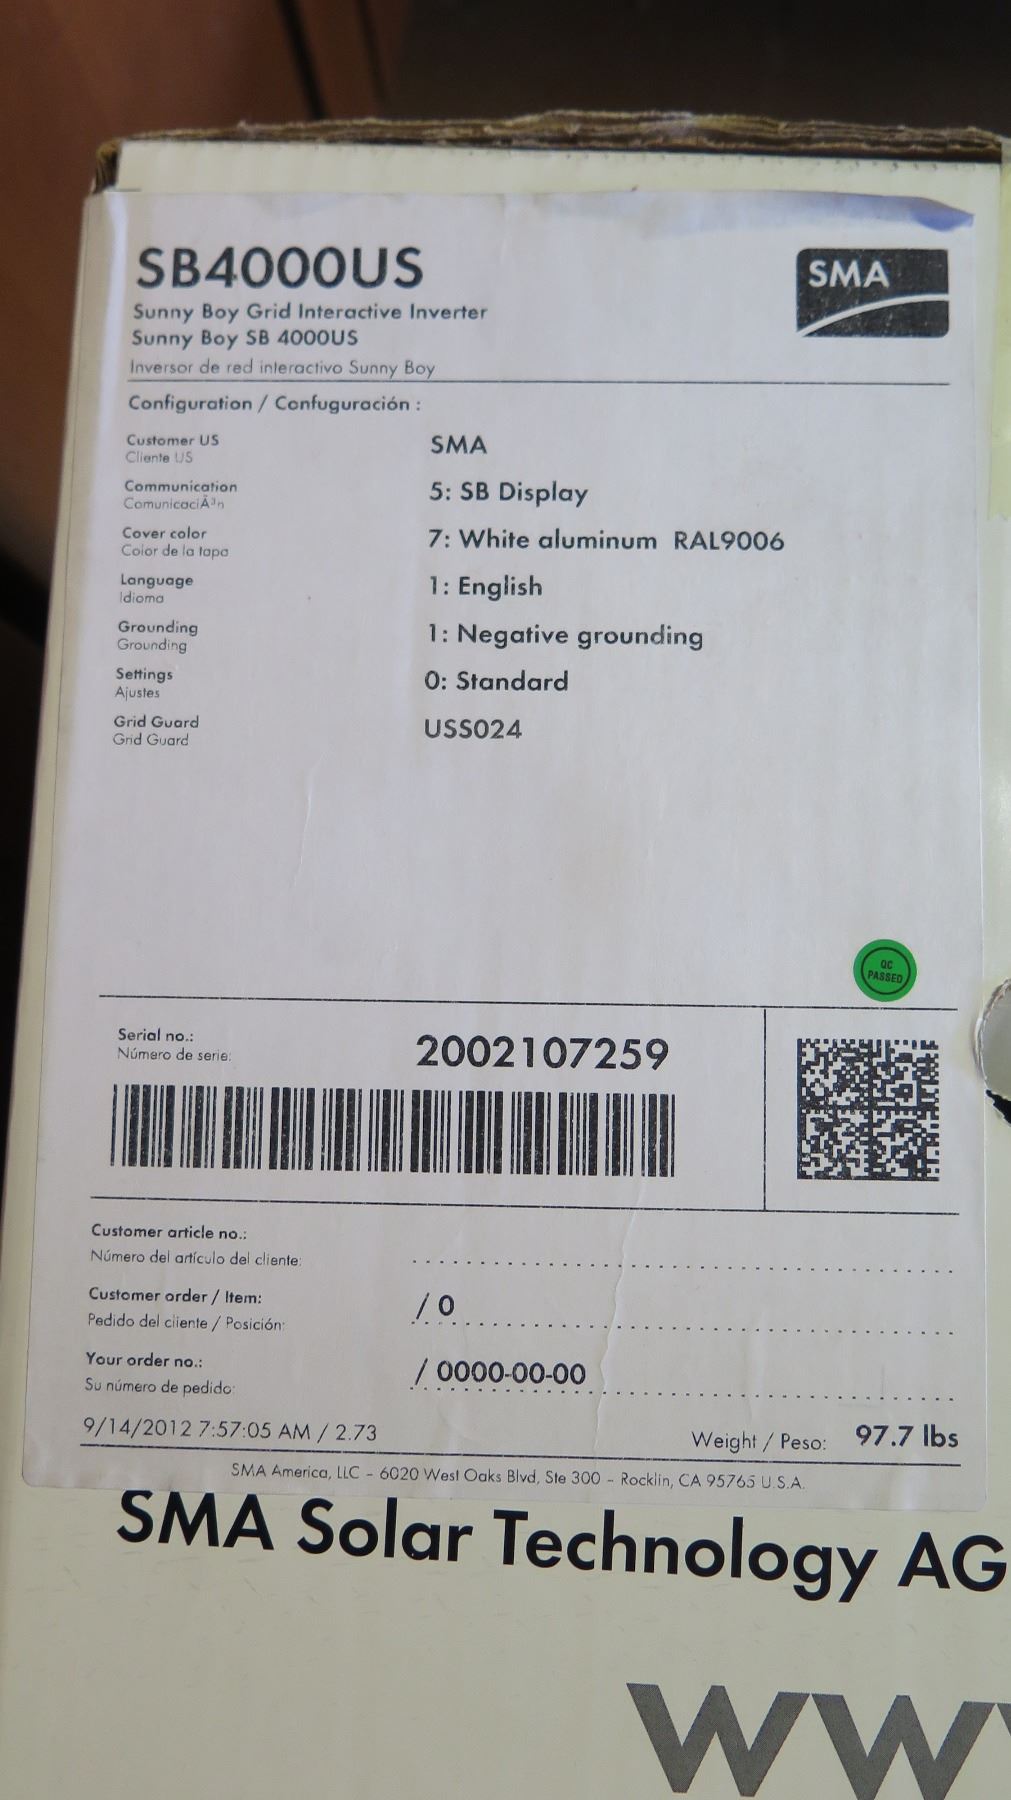 SB4000US
SMA
Sunny Boy Grid Interactive Inverter
Sunny Boy SB 4000US
Inversor de red interactivo Sunny Boy
Configuration / Confuguración :
Customer US SMA
Cliente US
Communication 5: SB Display
ComunicaciÃ³n
Cover color 7: White aluminum RAL9006
Color de la tapa
Language 1: English
Idioma
Grounding 1: Negative grounding
Grounding
Settings 0: Standard
Ajustes
Grid Guard USS024
Grid Guard
QC
PASSED
Serial no.: 2002107259
Número de serie:
Customer article no.:
Número del artículo del cliente:
Customer order / Item: / 0
Pedido del cliente / Posición:
Your order no.: / 0000-00-00
Su número de pedido:
9/14/2012 7:57:05 AM / 2.73 Weight / Peso: 97.7 lbs
SMA America, LLC - 6020 West Oaks Blvd, Ste 300 - Rocklin, CA 95765 U.S.A.
SMA Solar Technology AG
WW